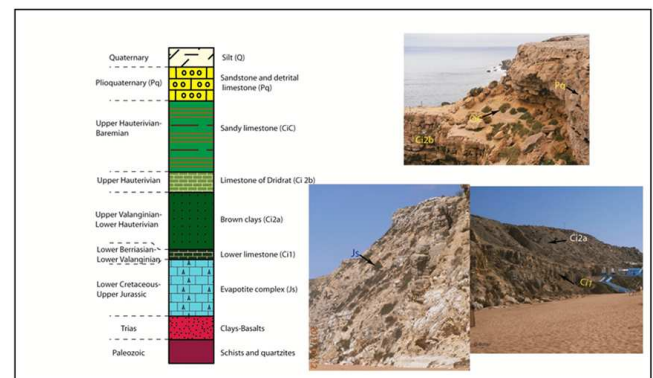 Quaternary
Silt (Q)
Plioquaternary (Pq)
Sandstone and detrital
limestone (Pq)
Upper Hauterivian-
Baremian
Sandy limestone (CiC)
Upper Hauterivian
Limestone of Dridrat (Ci 2b)
Upper Valanginian-
Lower Hauterivian
Brown clays (Ci2a)
Lower Berriasian-
Lower Valanginian
Lower limestone (Ci1)
Lower Cretaceous-
Upper Jurassic
Evapotite complex (Js)
Trias
Clays-Basalts
Paleozoic
Schists and quartzites
Pq
Ci2b
Js
Ci2a
Ci1